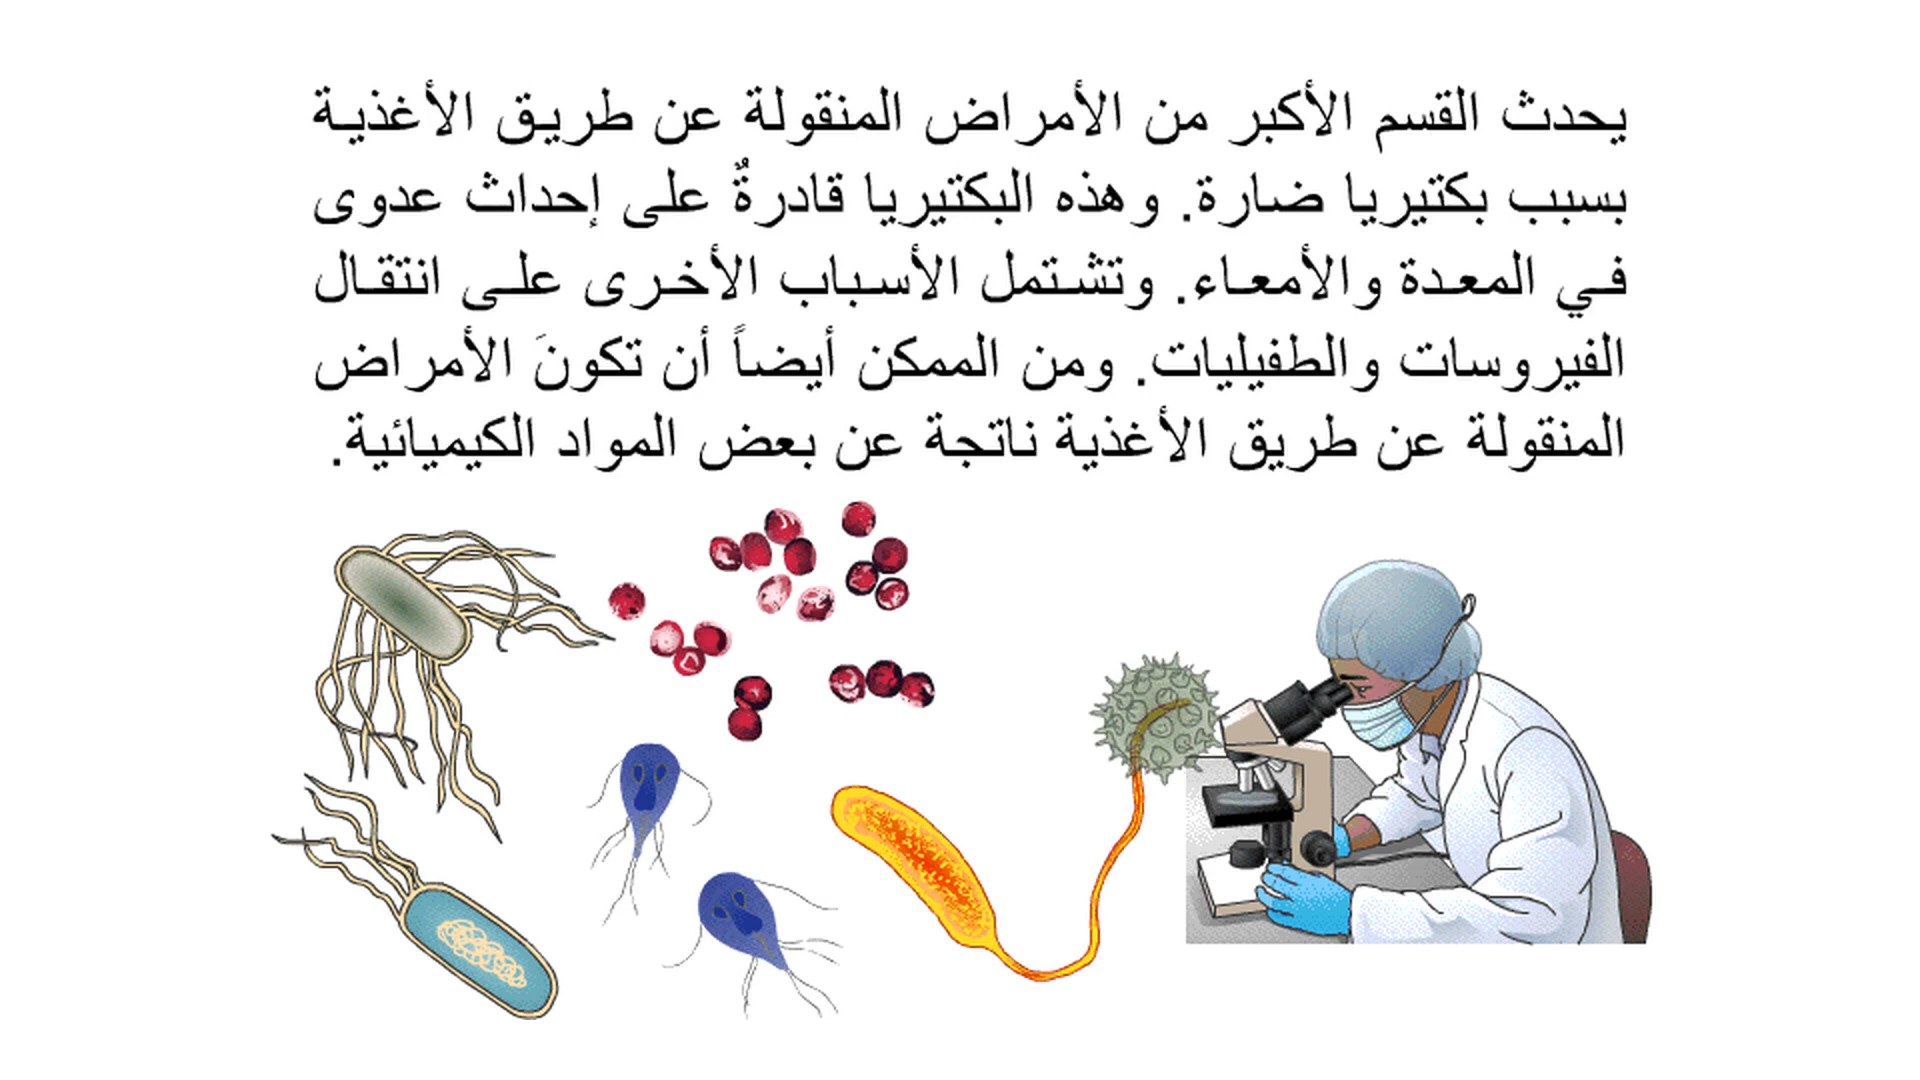 يحدث القسم الأكبر من الأمراض المنقولة عن طريق الأغذية
بسبب بكتيريا ضارة. وهذه البكتيريا قادرةٌ على إحداث عدوى
في المعدة والأمعاء. وتشتمل الأسباب الأخرى على انتقال
الفيروسات والطفيليات. ومن الممكن أيضاً أن تكونَ الأمراض
المنقولة عن طريق الأغذية ناتجة عن بعض المواد الكيميائية.